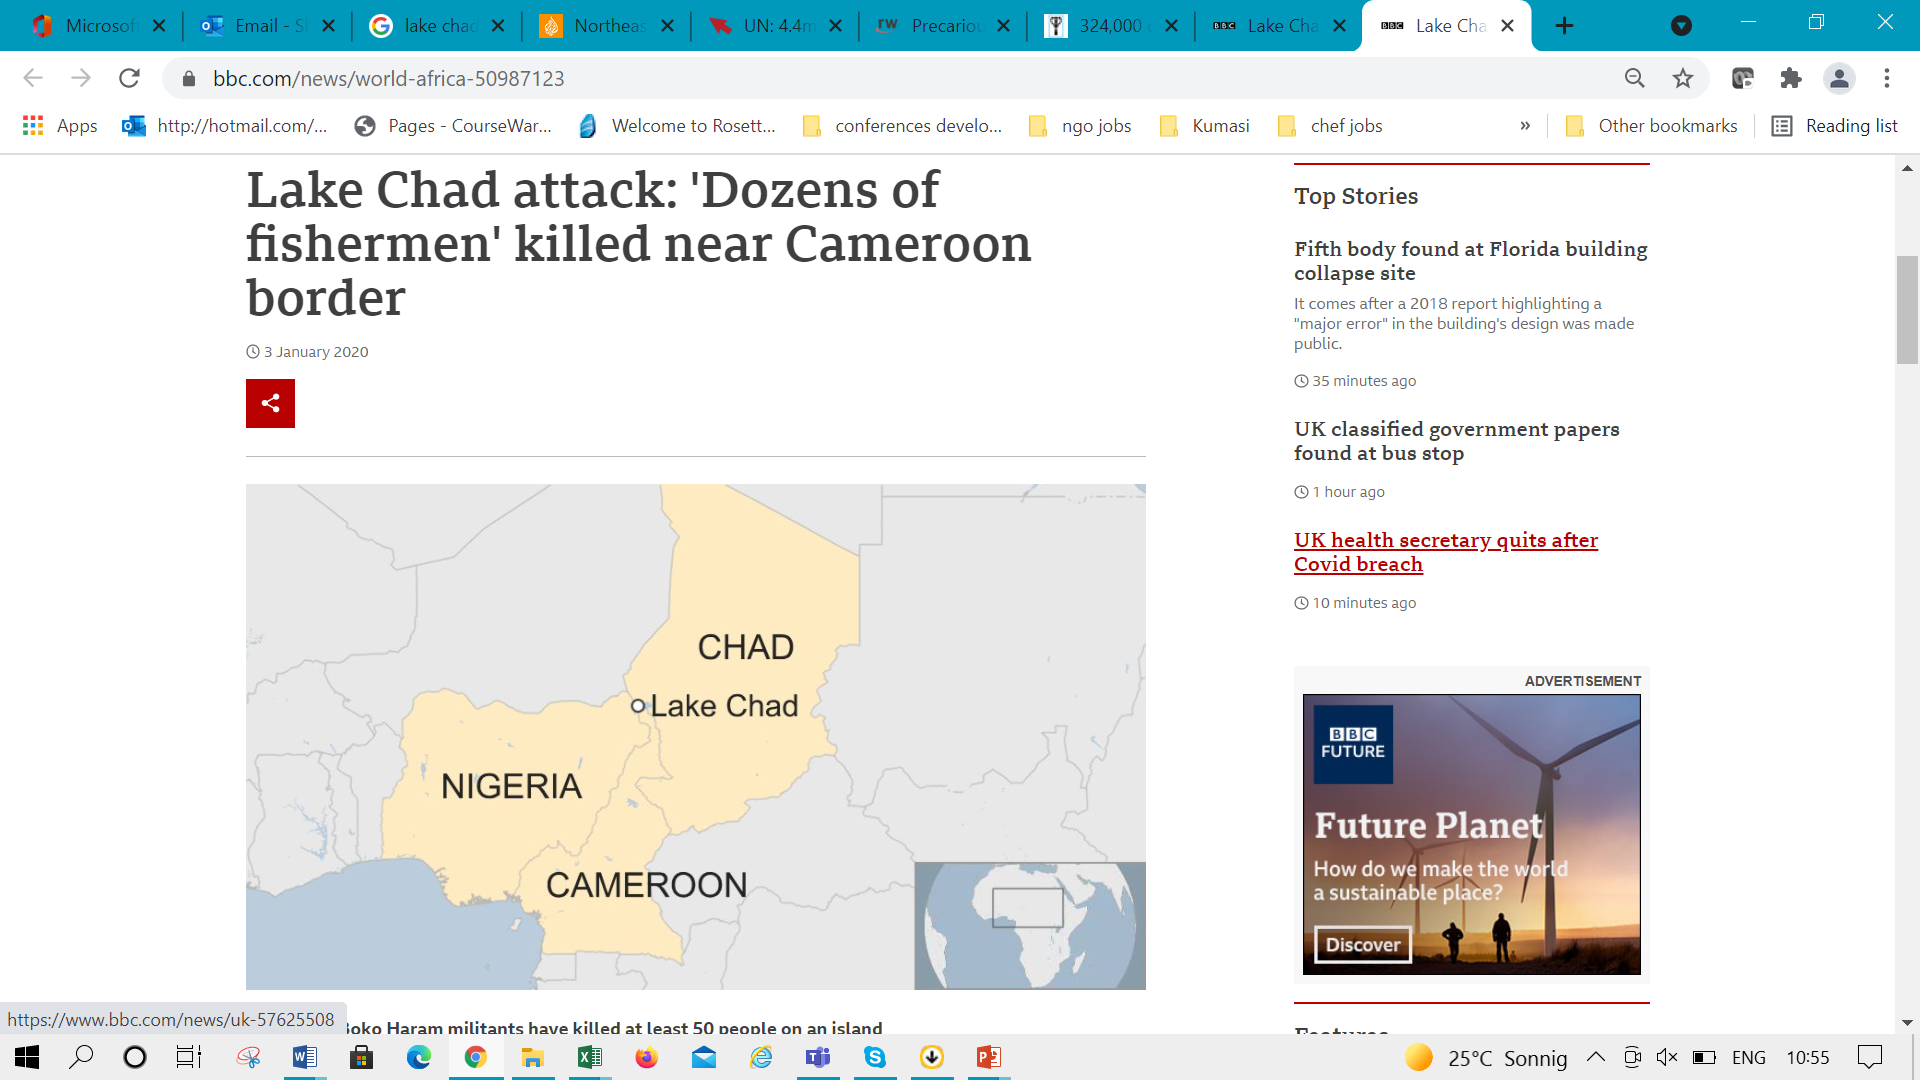 Microsoft
Email - S
lake chad
Northeas
UN: 4.4m
Precariou
324,000
BBC Lake Cha
BBC Lake Cha
bbc.com/news/world-africa-50987123
Apps
http://hotmail.com/...
Pages - CourseWar...
Welcome to Rosett...
conferences develo...
ngo jobs
Kumasi
chef jobs
»
Other bookmarks
Reading list
Lake Chad attack: 'Dozens of
fishermen' killed near Cameroon
border
3 January 2020
CHAD
Lake Chad
NIGERIA
CAMEROON
Boko Haram militants have killed at least 50 people on an island
https://www.bbc.com/news/uk-57625508
Top Stories
Fifth body found at Florida building
collapse site
It comes after a 2018 report highlighting a
"major error" in the building's design was made
public.
35 minutes ago
UK classified government papers
found at bus stop
1 hour ago
UK health secretary quits after
Covid breach
10 minutes ago
ADVERTISEMENT
BBC
FUTURE
Future Planet
How do we make the world
a sustainable place?
Discover
Features
25°C Sonnig
ENG
10:55